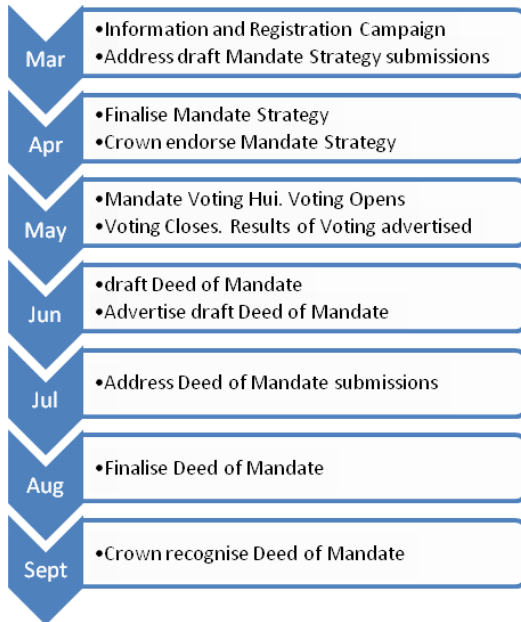 Mar
•Information and Registration Campaign
•Address draft Mandate Strategy submissions
Apr
•Finalise Mandate Strategy
•Crown endorse Mandate Strategy
May
•Mandate Voting Hui. Voting Opens
•Voting Closes. Results of Voting advertised
Jun
•draft Deed of Mandate
•Advertise draft Deed of Mandate
Jul
•Address Deed of Mandate submissions
Aug
•Finalise Deed of Mandate
Sept
•Crown recognise Deed of Mandate